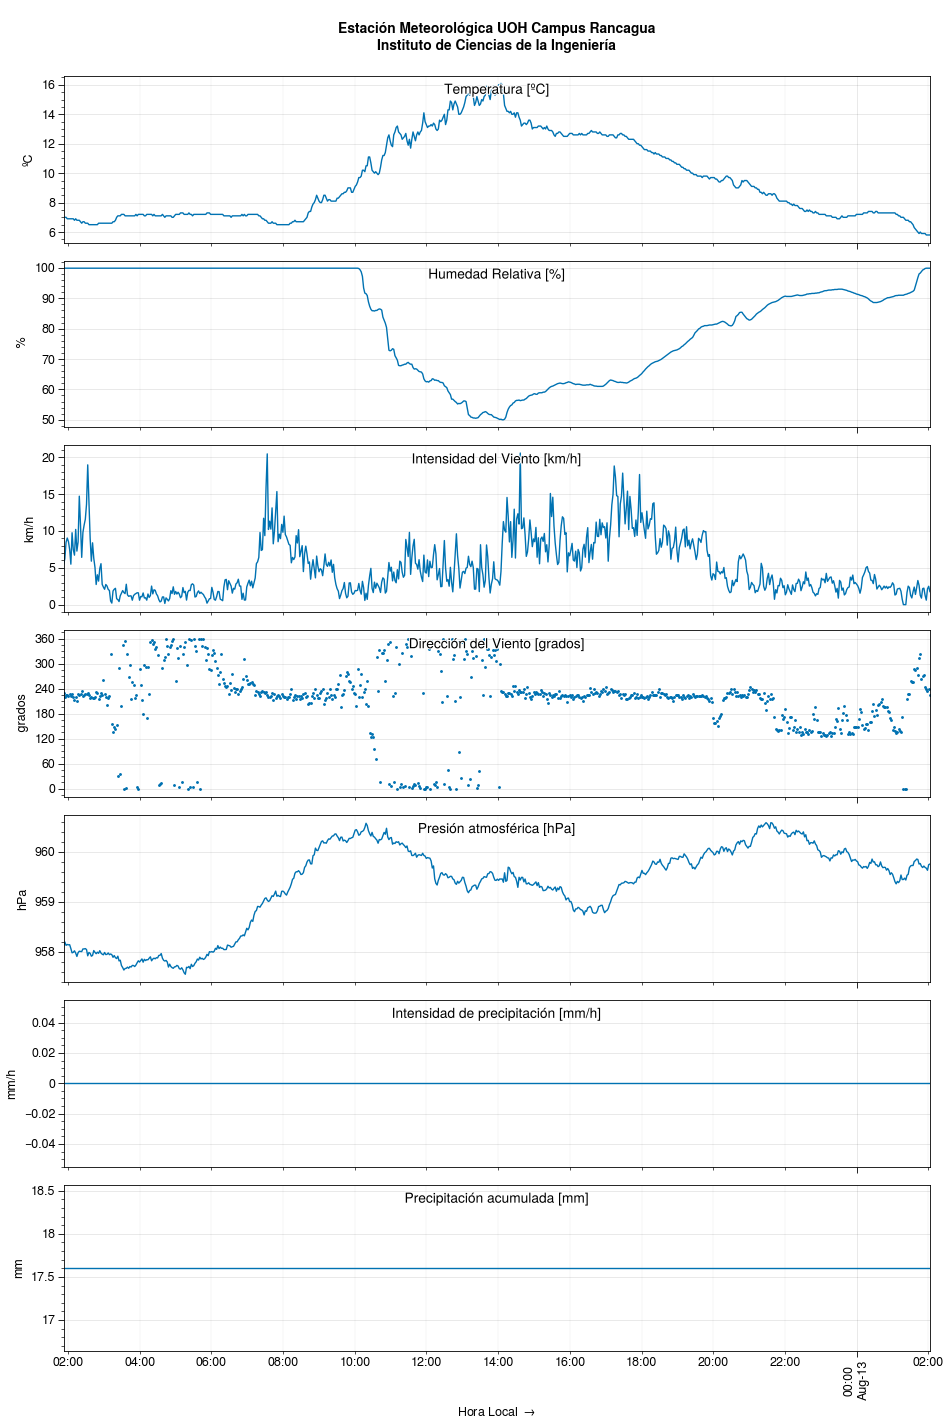 Estación Meteorológica UOH Campus Rancagua
Instituto de Ciencias de la Ingeniería
Temperatura [ºC]
16
14
12
10
8
6
ºC
Humedad Relativa [%]
100
90
80
70
60
50
%
Intensidad del Viento [km/h]
20
15
10
5
0
km/h
Dirección del Viento [grados]
360
300
240
180
120
60
0
grados
Presión atmosférica [hPa]
960
959
958
hPa
Intensidad de precipitación [mm/h]
0.04
0.02
0
−0.02
−0.04
mm/h
Precipitación acumulada [mm]
18.5
18
17.5
17
mm
02:00 04:00 06:00 08:00 10:00 12:00 14:00 16:00 18:00 20:00 22:00 00:00 02:00
Aug-13
Hora Local →